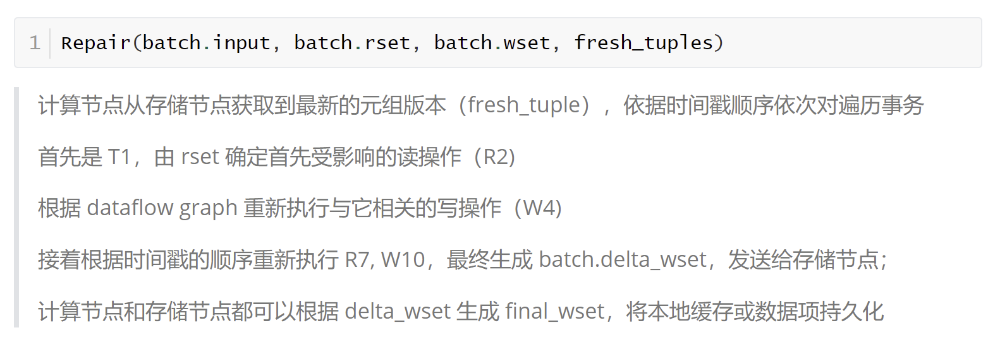 1 Repair(batch.input, batch.rset, batch.wset, fresh_tuples)
计算节点从存储节点获取到最新的元组版本（fresh_tuple），依据时间戳顺序依次对遍历事务
首先是 T1，由 rset 确定首先受影响的读操作（R2)
根据 dataflow graph 重新执行与它相关的写操作（W4)
接着根据时间戳的顺序重新执行 R7, W10，最终生成 batch.delta_wset，发送给存储节点；
计算节点和存储节点都可以根据 delta_wset 生成 final_wset，将本地缓存或数据项持久化